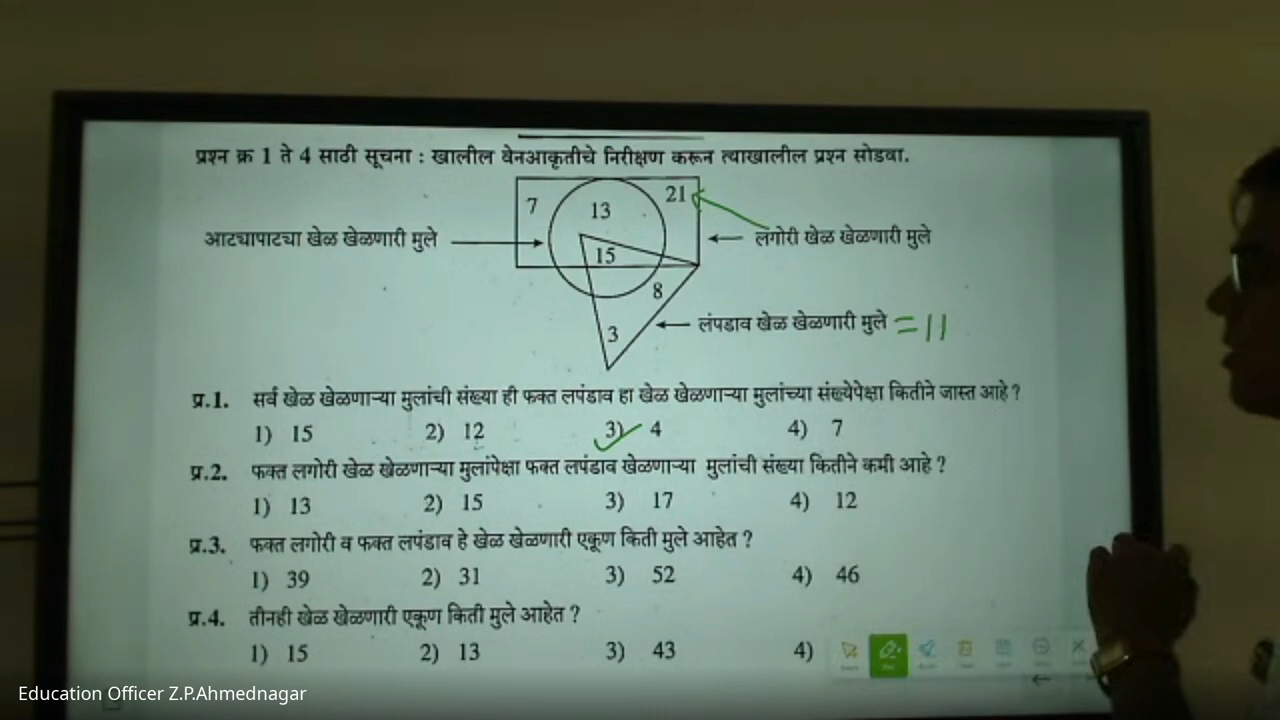 प्रश्न क्र 1 ते 4 साठी सूचना : खालील वेनआकृतीचे निरीक्षण करून त्याखालील प्रश्न सोडवा.
7 13 21
आट्यापाट्या खेळ खेळणारी मुले
लगोरी खेळ खेळणारी मुले
15
8
लंपडाव खेळ खेळणारी मुले = 11
3
प्र.1. सर्व खेळ खेळणाऱ्या मुलांची संख्या ही फक्त लपंडाव हा खेळ खेळणाऱ्या मुलांच्या संख्येपेक्षा कितीने जास्त आहे ?
1) 15 2) 12 3) 4 4) 7
प्र.2. फक्त लगोरी खेळ खेळणाऱ्या मुलांपेक्षा फक्त लपंडाव खेळणाऱ्या मुलांची संख्या कितीने कमी आहे ?
1) 13 2) 15 3) 17 4) 12
प्र.3. फक्त लगोरी व फक्त लपंडाव हे खेळ खेळणारी एकूण किती मुले आहेत ?
1) 39 2) 31 3) 52 4) 46
प्र.4. तीनही खेळ खेळणारी एकूण किती मुले आहेत ?
1) 15 2) 13 3) 43 4)
Education Officer Z.P.Ahmednagar